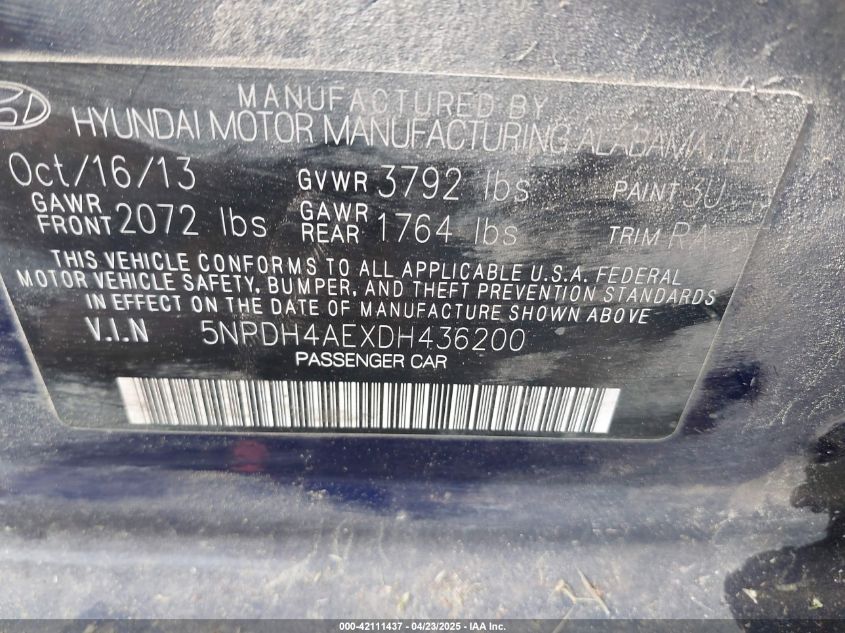 MANUFACTURED BY
HYUNDAI MOTOR MANUFACTURING ALABAMA, LLC
Oct/16/13 GVWR 3792 lbs PAINT 3U
GAWR FRONT 2072 lbs GAWR REAR 1764 lbs TRIM RA
THIS VEHICLE CONFORMS TO ALL APPLICABLE U.S.A. FEDERAL
MOTOR VEHICLE SAFETY, BUMPER, AND THEFT PREVENTION STANDARDS
IN EFFECT ON THE DATE OF MANUFACTURE SHOWN ABOVE.
V.I.N 5NPDH4AEXDH436200
PASSENGER CAR
000-42111437 - 04/23/2025 - IAA Inc.